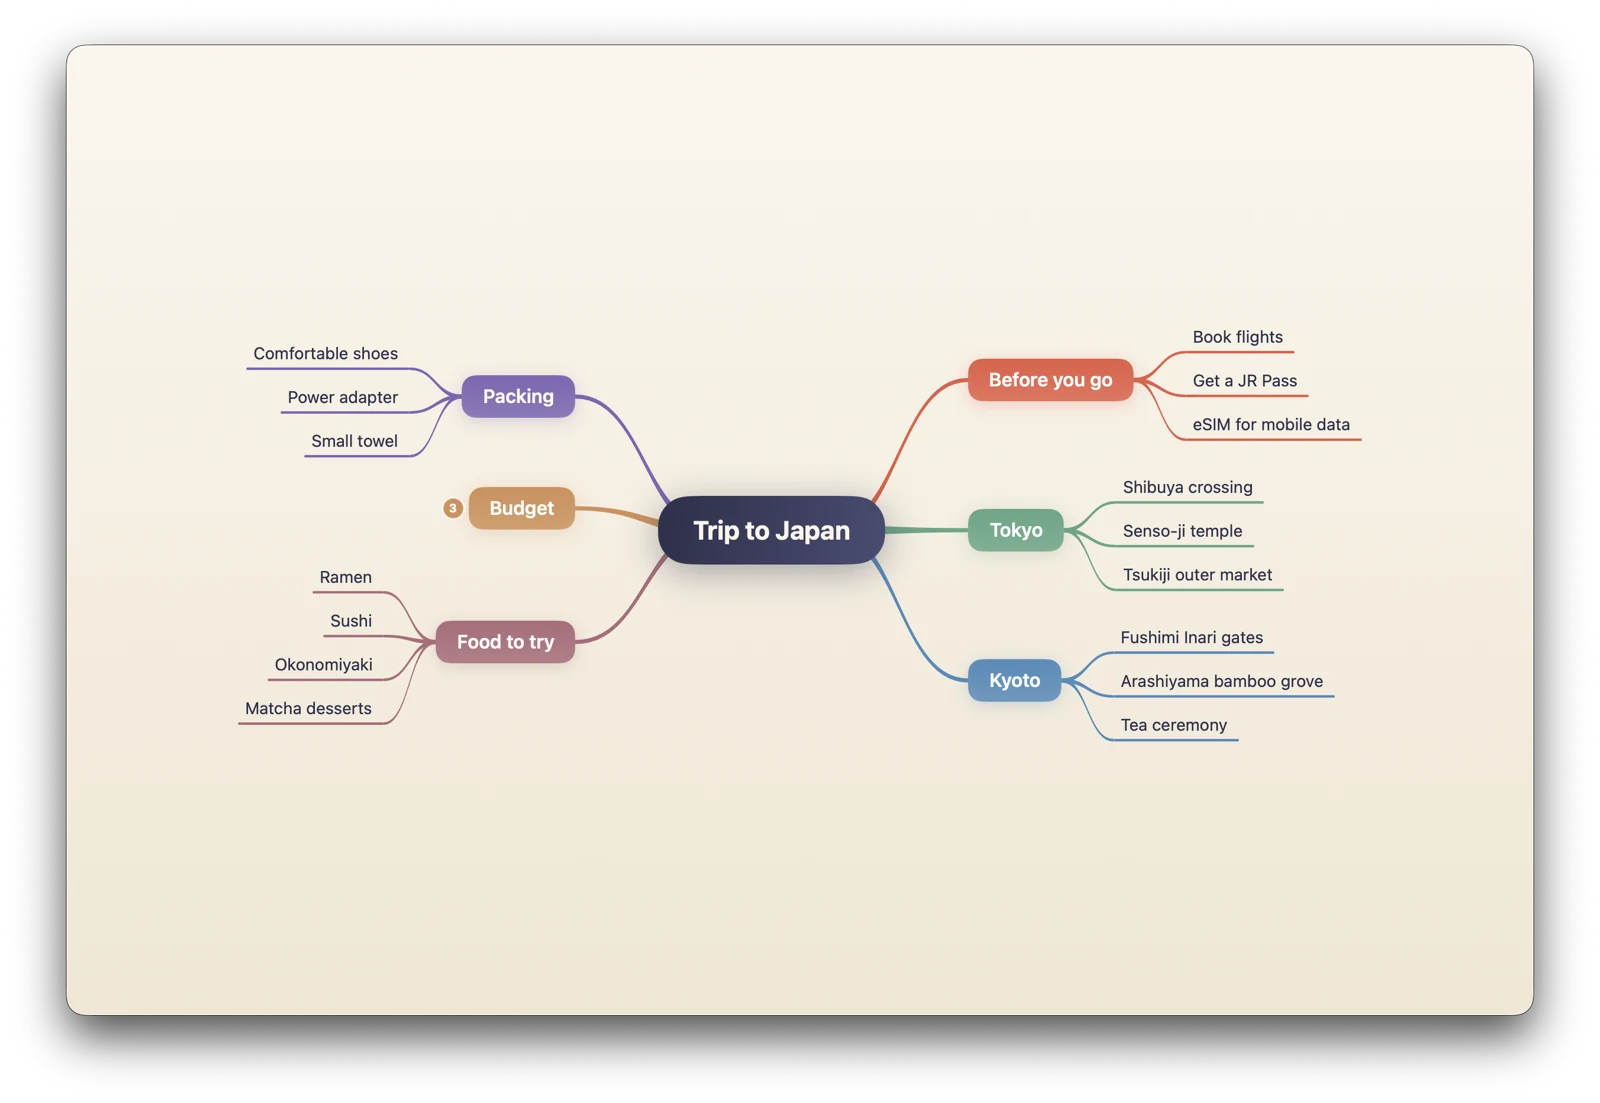 Trip to Japan
Before you go
Book flights
Get a JR Pass
eSIM for mobile data
Tokyo
Shibuya crossing
Senso-ji temple
Tsukiji outer market
Kyoto
Fushimi Inari gates
Arashiyama bamboo grove
Tea ceremony
Packing
Comfortable shoes
Power adapter
Small towel
Budget
3
Food to try
Ramen
Sushi
Okonomiyaki
Matcha desserts